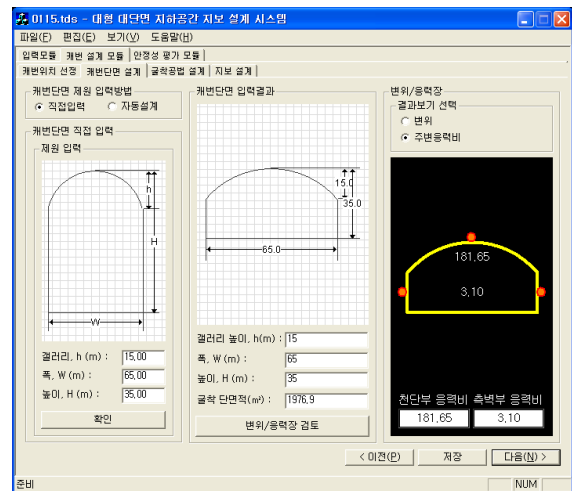 0115.tds - 대형 대단면 지하공간 지보 설계 시스템
파일(F) 편집(E) 보기(V) 도움말(H)
입력모듈 캐번 설계 모듈 안정성 평가 모듈
캐번위치 선정 캐번단면 설계 굴착공법 설계 지보 설계
캐번단면 제원 입력방법
직접입력 자동설계
캐번단면 직접 입력
제원 입력
h
H
W
갤러리, h (m) : 15,00
폭, W (m) : 65,00
높이, H (m) : 35,00
확인
캐번단면 입력결과
15.0
35.0
65.0
갤러리 높이, h(m) : 15
폭, W (m) : 65
높이, H (m) : 35
굴착 단면적(㎡) : 1976,9
변위/응력장 검토
변위/응력장
결과보기 선택
변위
주변응력비
181,65
3,10
천단부 응력비 측벽부 응력비
181,65 3,10
< 이전(P) 저장 다음(N) >
준비 NUM